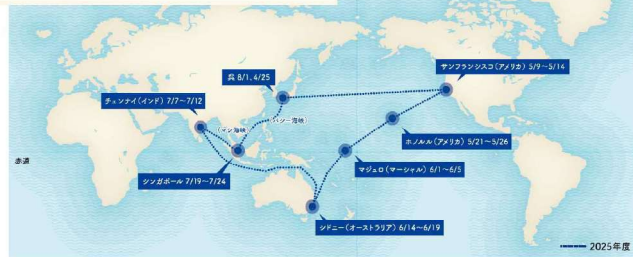 サンフランシスコ(アメリカ) 5/9~5/14
呉 8/1, 4/25
チェンナイ(インド) 7/7~7/12
(バシー海峡)
ホノルル(アメリカ) 5/21~5/26
赤道
マジュロ(マーシャル) 6/1~6/5
シンガポール 7/19~7/24
シドニー(オーストラリア) 6/14~6/19
2025年度